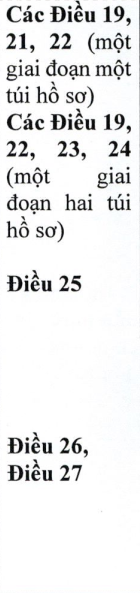 Các Điều 19,
21, 22 (một
giai đoạn một
túi hồ sơ)
Các Điều 19,
22, 23, 24
(một giai
đoạn hai túi
hồ sơ)
Điều 25
Điều 26,
Điều 27